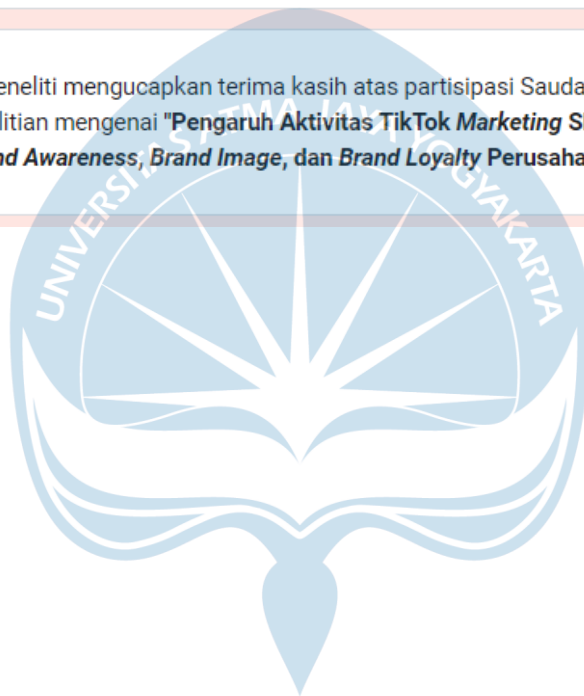 eneliti mengucapkan terima kasih atas partisipasi Sauda
litian mengenai "Pengaruh Aktivitas TikTok Marketing S
nd Awareness, Brand Image, dan Brand Loyalty Perusaha
UNIVERSITAS ATMA JAYA YOGYAKARTA